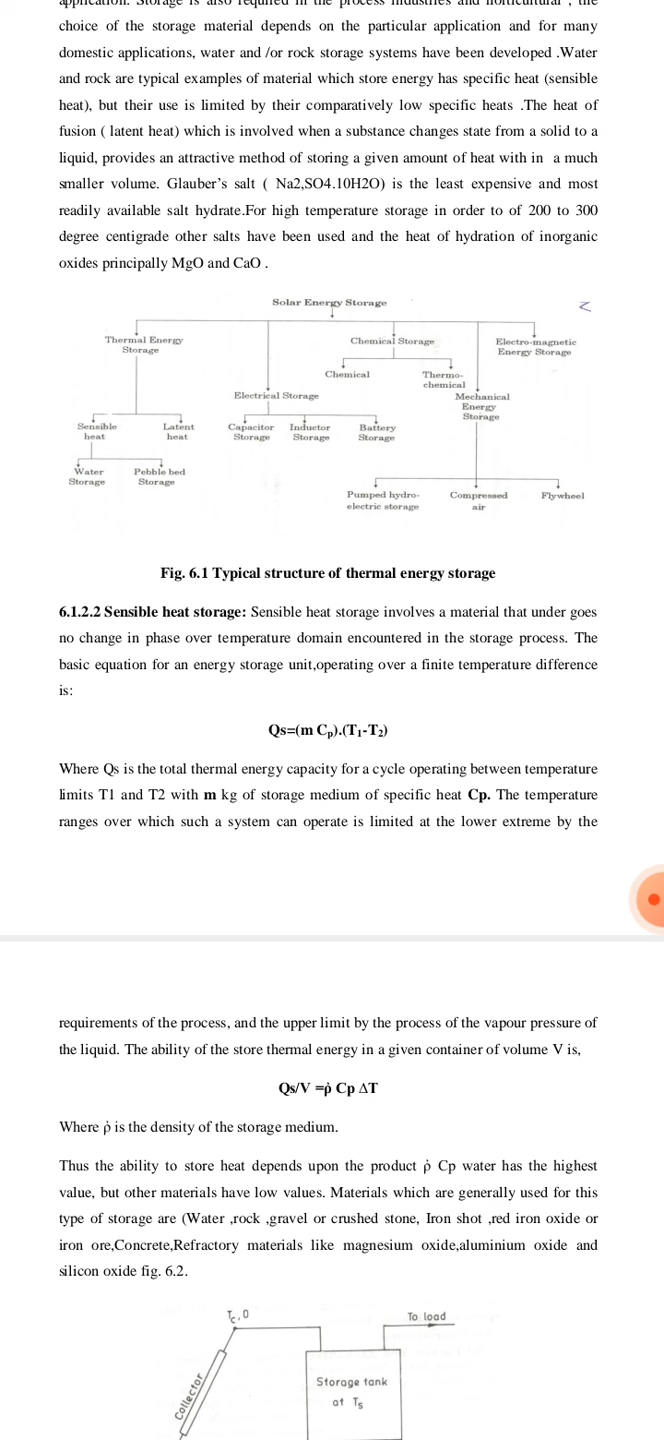 application. Storage is also required in the process industries and horticultural , the
choice of the storage material depends on the particular application and for many
domestic applications, water and /or rock storage systems have been developed .Water
and rock are typical examples of material which store energy has specific heat (sensible
heat), but their use is limited by their comparatively low specific heats .The heat of
fusion ( latent heat) which is involved when a substance changes state from a solid to a
liquid, provides an attractive method of storing a given amount of heat with in a much
smaller volume. Glauber’s salt ( Na2,SO4.10H2O) is the least expensive and most
readily available salt hydrate.For high temperature storage in order to of 200 to 300
degree centigrade other salts have been used and the heat of hydration of inorganic
oxides principally MgO and CaO .
Solar Energy Storage
Thermal Energy
Storage
Chemical Storage
Electro-magnetic
Energy Storage
Chemical
Thermo-
chemical
Electrical Storage
Mechanical
Energy
Storage
Sensible
heat
Latent
heat
Capacitor
Storage
Inductor
Storage
Battery
Storage
Water
Storage
Pebble bed
Storage
Pumped hydro-
electric storage
Compressed
air
Flywheel
Fig. 6.1 Typical structure of thermal energy storage
6.1.2.2 Sensible heat storage: Sensible heat storage involves a material that under goes
no change in phase over temperature domain encountered in the storage process. The
basic equation for an energy storage unit,operating over a finite temperature difference
is:
Qs=(m Cₚ).(T₁-T₂)
Where Qs is the total thermal energy capacity for a cycle operating between temperature
limits T1 and T2 with m kg of storage medium of specific heat Cp. The temperature
ranges over which such a system can operate is limited at the lower extreme by the
requirements of the process, and the upper limit by the process of the vapour pressure of
the liquid. The ability of the store thermal energy in a given container of volume V is,
Qs/V =ρ̇ Cp ΔT
Where ρ̇ is the density of the storage medium.
Thus the ability to store heat depends upon the product ρ̇ Cp water has the highest
value, but other materials have low values. Materials which are generally used for this
type of storage are (Water ,rock ,gravel or crushed stone, Iron shot ,red iron oxide or
iron ore,Concrete,Refractory materials like magnesium oxide,aluminium oxide and
silicon oxide fig. 6.2.
T꜀,0
To load
Collector
Storage tank
at Tₛ